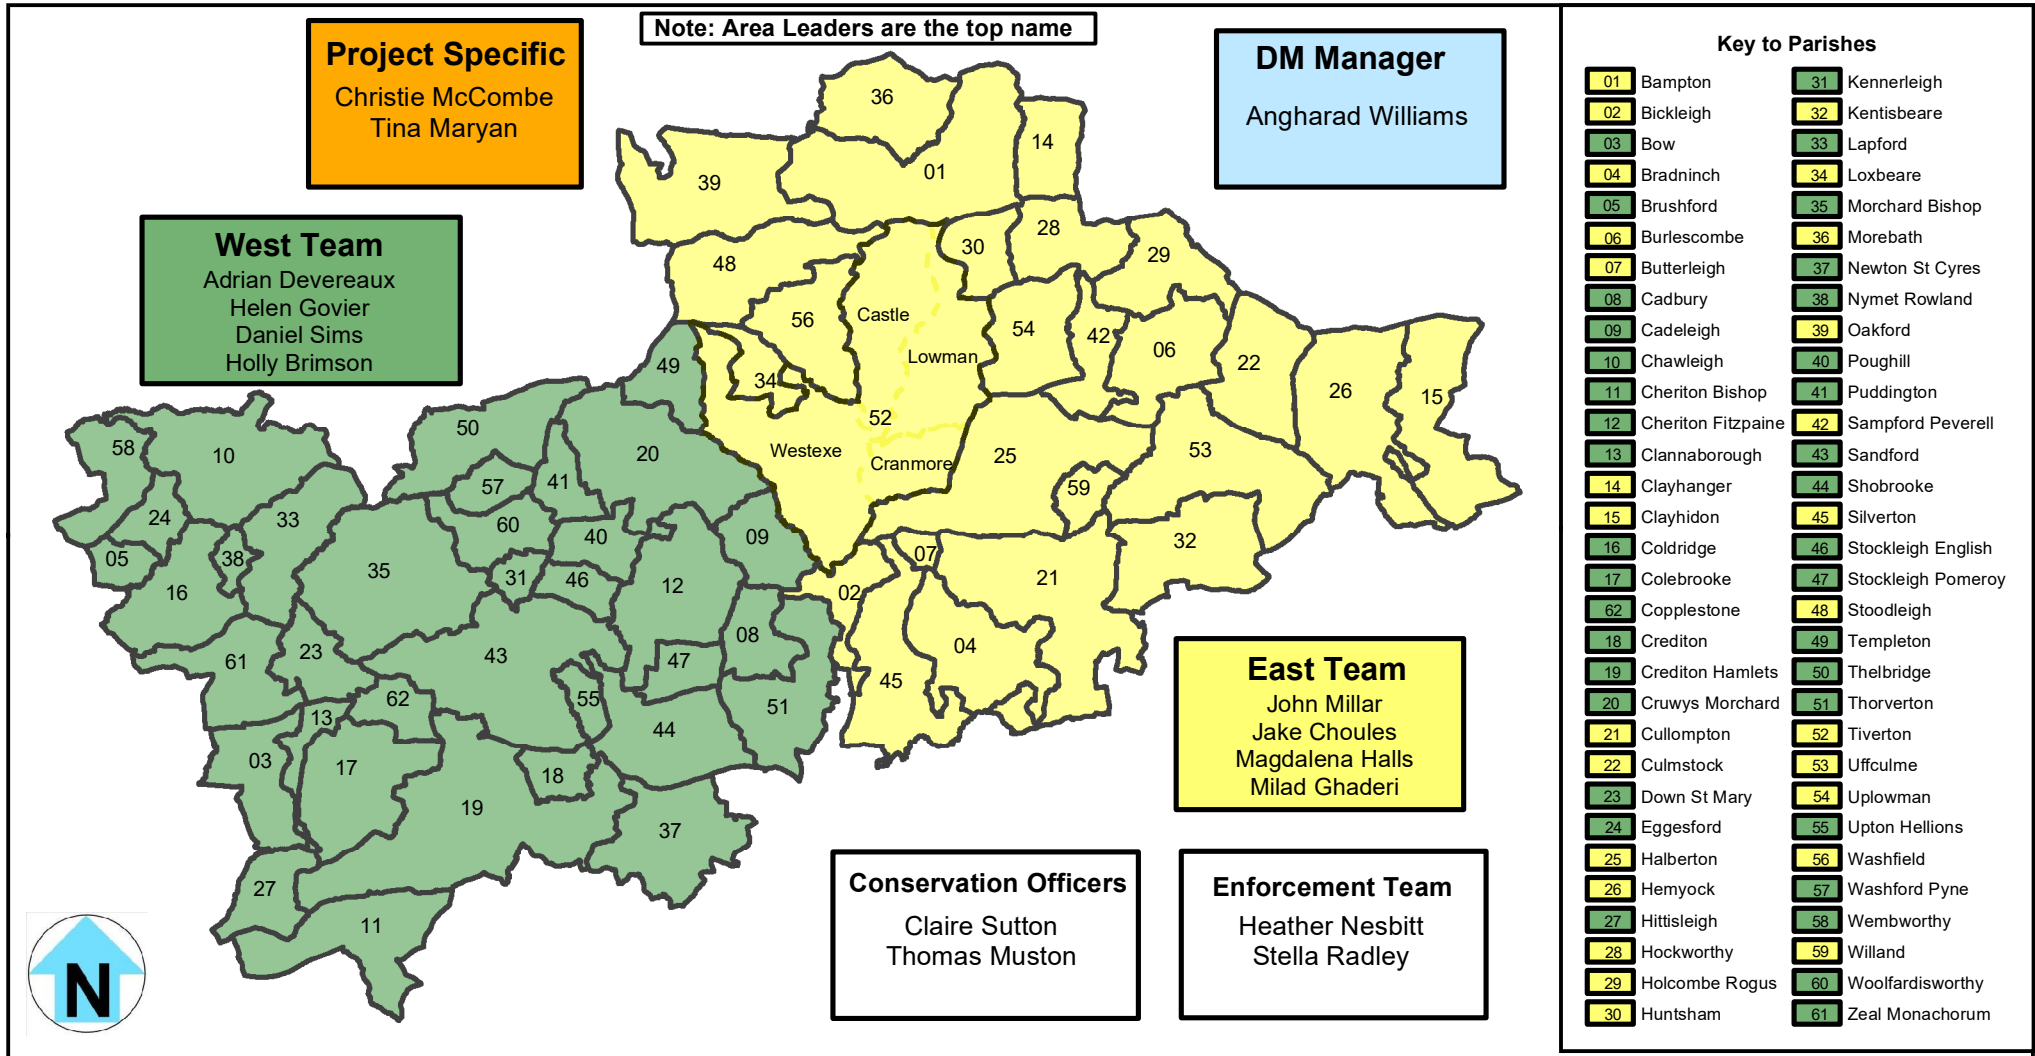 Note: Area Leaders are the top name
Project Specific
Christie McCombe
Tina Maryan
DM Manager
Angharad Williams
West Team
Adrian Devereaux
Helen Govier
Daniel Sims
Holly Brimson
36
14
01
39
28
30
29
48
Castle
56
54
42
06
22
Lowman
49
34
26
15
52
50
Westexe
Cranmore
25
53
58
10
20
57
41
59
24
33
60
40
09
32
05
38
07
35
31
46
12
21
16
02
08
04
23
43
47
61
45
62
55
51
13
44
03
17
18
19
37
27
11
East Team
John Millar
Jake Choules
Magdalena Halls
Milad Ghaderi
Conservation Officers
Claire Sutton
Thomas Muston
Enforcement Team
Heather Nesbitt
Stella Radley
N
Key to Parishes
01 Bampton
02 Bickleigh
03 Bow
04 Bradninch
05 Brushford
06 Burlescombe
07 Butterleigh
08 Cadbury
09 Cadeleigh
10 Chawleigh
11 Cheriton Bishop
12 Cheriton Fitzpaine
13 Clannaborough
14 Clayhanger
15 Clayhidon
16 Coldridge
17 Colebrooke
62 Copplestone
18 Crediton
19 Crediton Hamlets
20 Cruwys Morchard
21 Cullompton
22 Culmstock
23 Down St Mary
24 Eggesford
25 Halberton
26 Hemyock
27 Hittisleigh
28 Hockworthy
29 Holcombe Rogus
30 Huntsham
31 Kennerleigh
32 Kentisbeare
33 Lapford
34 Loxbeare
35 Morchard Bishop
36 Morebath
37 Newton St Cyres
38 Nymet Rowland
39 Oakford
40 Poughill
41 Puddington
42 Sampford Peverell
43 Sandford
44 Shobrooke
45 Silverton
46 Stockleigh English
47 Stockleigh Pomeroy
48 Stoodleigh
49 Templeton
50 Thelbridge
51 Thorverton
52 Tiverton
53 Uffculme
54 Uplowman
55 Upton Hellions
56 Washfield
57 Washford Pyne
58 Wembworthy
59 Willand
60 Woolfardisworthy
61 Zeal Monachorum